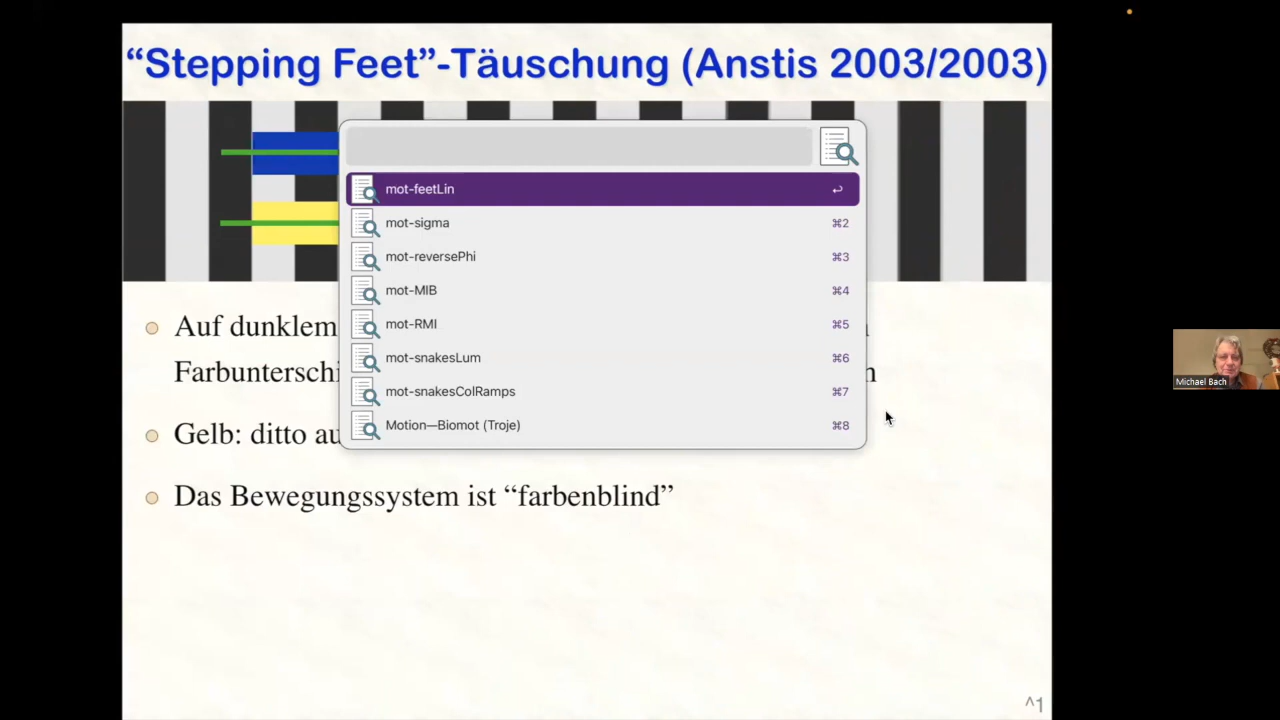 “Stepping Feet”-Täuschung (Anstis 2003/2003)
mot-feetLin ↩
mot-sigma ⌘2
mot-reversePhi ⌘3
mot-MIB ⌘4
mot-RMI ⌘5
mot-snakesLum ⌘6
mot-snakesColRamps ⌘7
Motion—Biomot (Troje) ⌘8
Auf dunklem
Farbunterschi
Gelb: ditto au
Das Bewegungssystem ist “farbenblind”
Michael Bach
^1